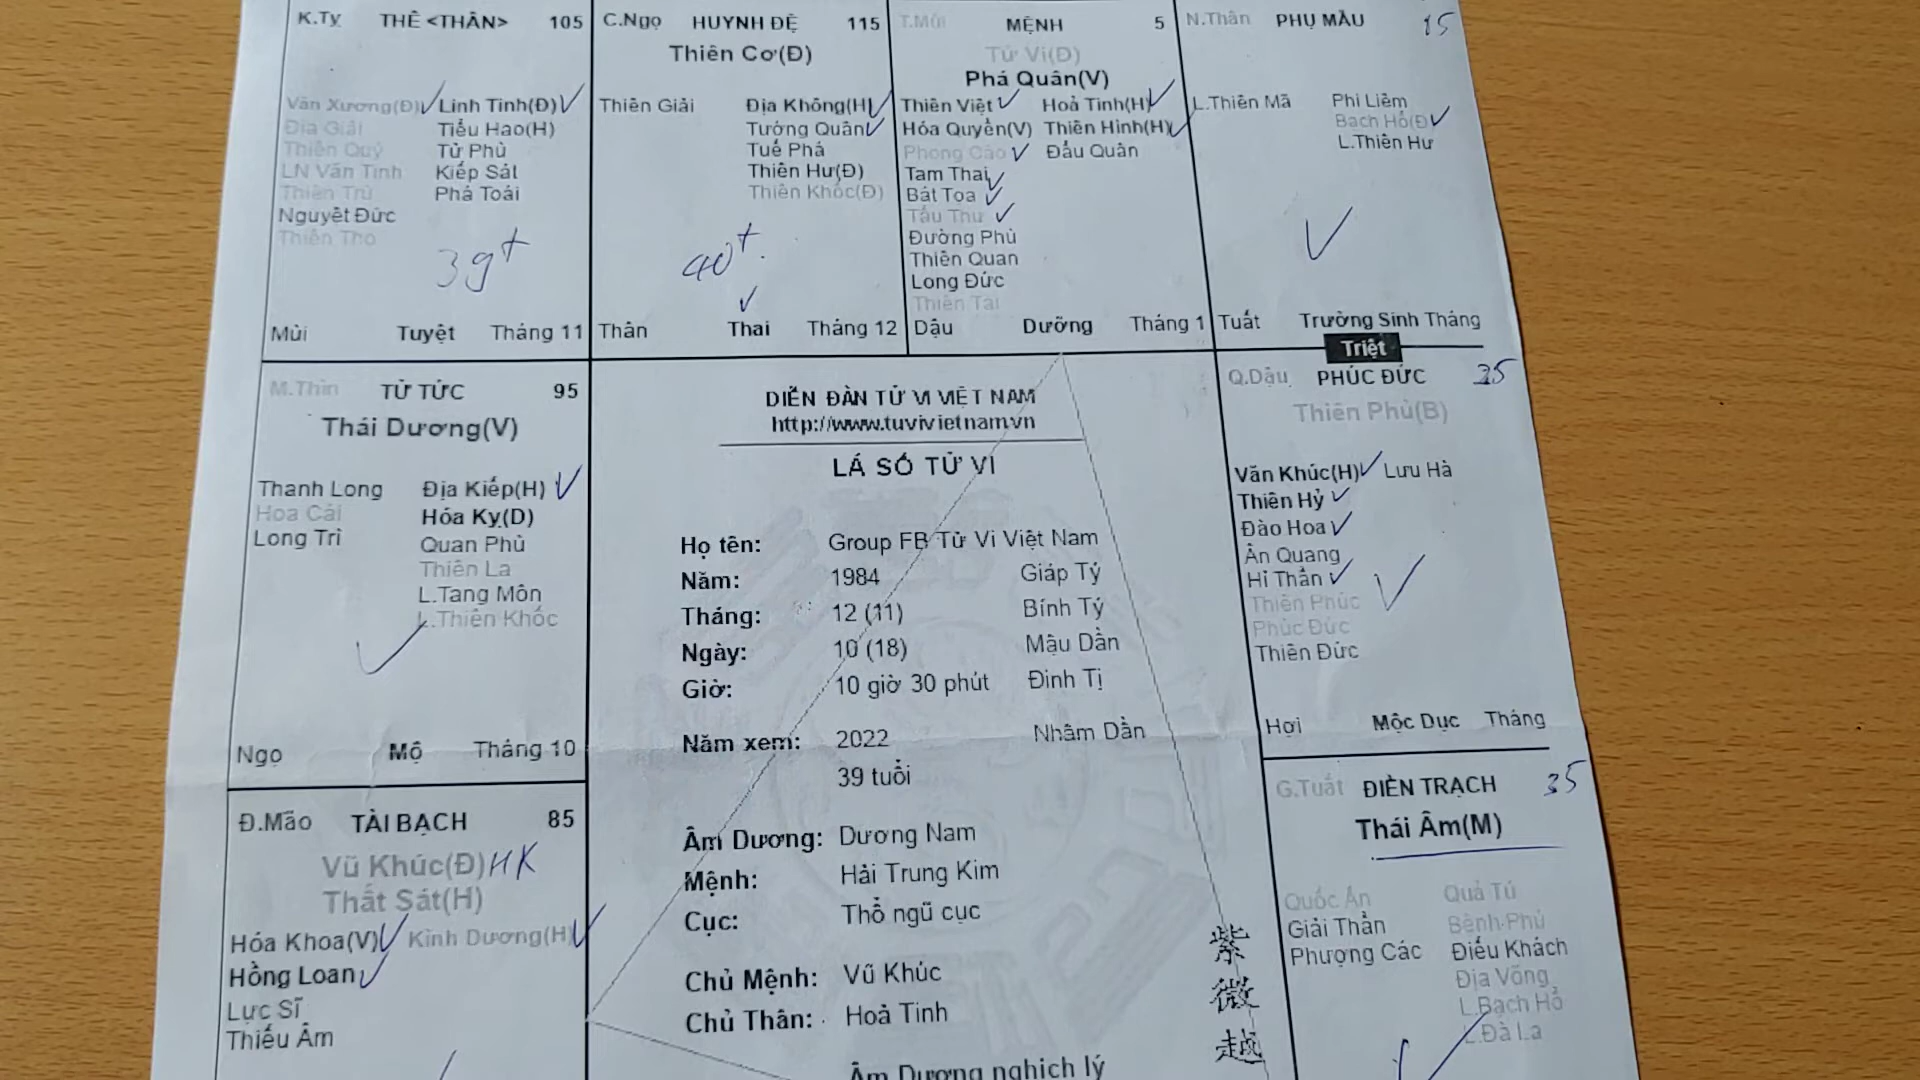 K.Tỵ THÊ <THÂN> 105
Văn Xương(Đ) Linh Tinh(Đ)
Địa Giải Tiểu Hao(H)
Thiên Quý Tử Phù
LN Văn Tinh Kiếp Sát
Thiên Trù Phá Toái
Nguyệt Đức
Thiên Thọ
39+
Mùi Tuyệt Tháng 11
C.Ngọ HUYNH ĐỆ 115
Thiên Cơ(Đ)
Thiên Giải Địa Không(H)
Tướng Quân
Tuế Phá
Thiên Hư(Đ)
Thiên Khốc(Đ)
40+
Thân Thai Tháng 12
T.Mùi MỆNH 5
Tử Vi(Đ)
Phá Quân(V)
Thiên Việt Hoả Tinh(H)
Hóa Quyền(V) Thiên Hình(H)
Phong Cáo Đẩu Quân
Tam Thai
Bát Tọa
Tấu Thư
Đường Phù
Thiên Quan
Long Đức
Thiên Tài
Dậu Dưỡng Tháng 1
N.Thân PHỤ MẪU 15
L.Thiên Mã Phi Liêm
Bạch Hổ(Đ)
L.Thiên Hư
Tuất Trường Sinh Tháng
Triệt
M.Thìn TỬ TỨC 95
Thái Dương(V)
Thanh Long Địa Kiếp(H)
Hoa Cái Hóa Kỵ(D)
Long Trì Quan Phù
Thiên La
L.Tang Môn
L.Thiên Khốc
Ngọ Mộ Tháng 10
DIỄN ĐÀN TỬ VI VIỆT NAM
http://www.tuvivietnam.vn
LÁ SỐ TỬ VI
Họ tên: Group FB Tử Vi Việt Nam
Năm: 1984 Giáp Tý
Tháng: 12 (11) Bính Tý
Ngày: 10 (18) Mậu Dần
Giờ: 10 giờ 30 phút Đinh Tị
Năm xem: 2022 Nhâm Dần
39 tuổi
Âm Dương: Dương Nam
Mệnh: Hải Trung Kim
Cục: Thổ ngũ cục
Chủ Mệnh: Vũ Khúc
Chủ Thân: Hoả Tinh
Âm Dương nghịch lý
紫
微
越
Q.Dậu PHÚC ĐỨC 25
Thiên Phủ(B)
Văn Khúc(H) Lưu Hà
Thiên Hỷ
Đào Hoa
Ân Quang
Hỉ Thần
Thiên Phúc
Phúc Đức
Thiên Đức
Hợi Mộc Dục Tháng
Đ.Mão TÀI BẠCH 85
Vũ Khúc(Đ) HK
Thất Sát(H)
Hóa Khoa(V) Kình Dương(H)
Hồng Loan
Lực Sĩ
Thiếu Âm
G.Tuất ĐIỀN TRẠCH 35
Thái Âm(M)
Quốc Ấn Quả Tú
Giải Thần Bệnh Phù
Phượng Các Điếu Khách
Địa Võng
L.Bạch Hổ
L.Đà La